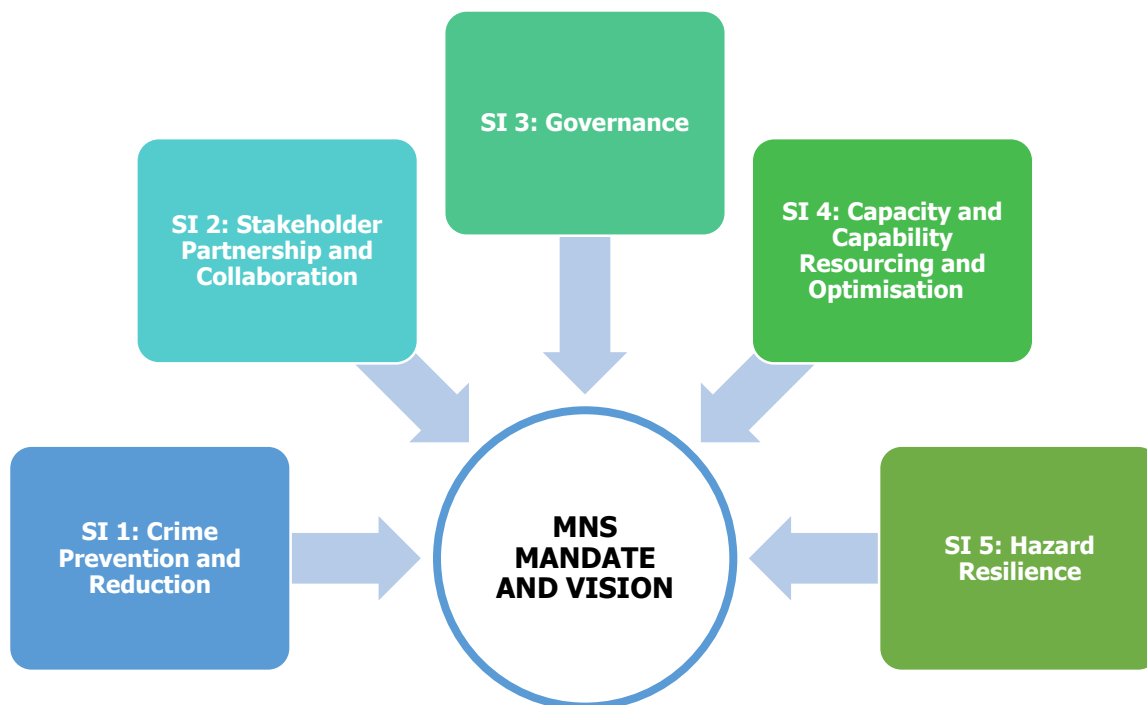 SI 3: Governance
SI 2: Stakeholder
Partnership and
Collaboration
SI 4: Capacity and
Capability
Resourcing and
Optimisation
SI 1: Crime
Prevention and
Reduction
MNS
MANDATE
AND VISION
SI 5: Hazard
Resilience